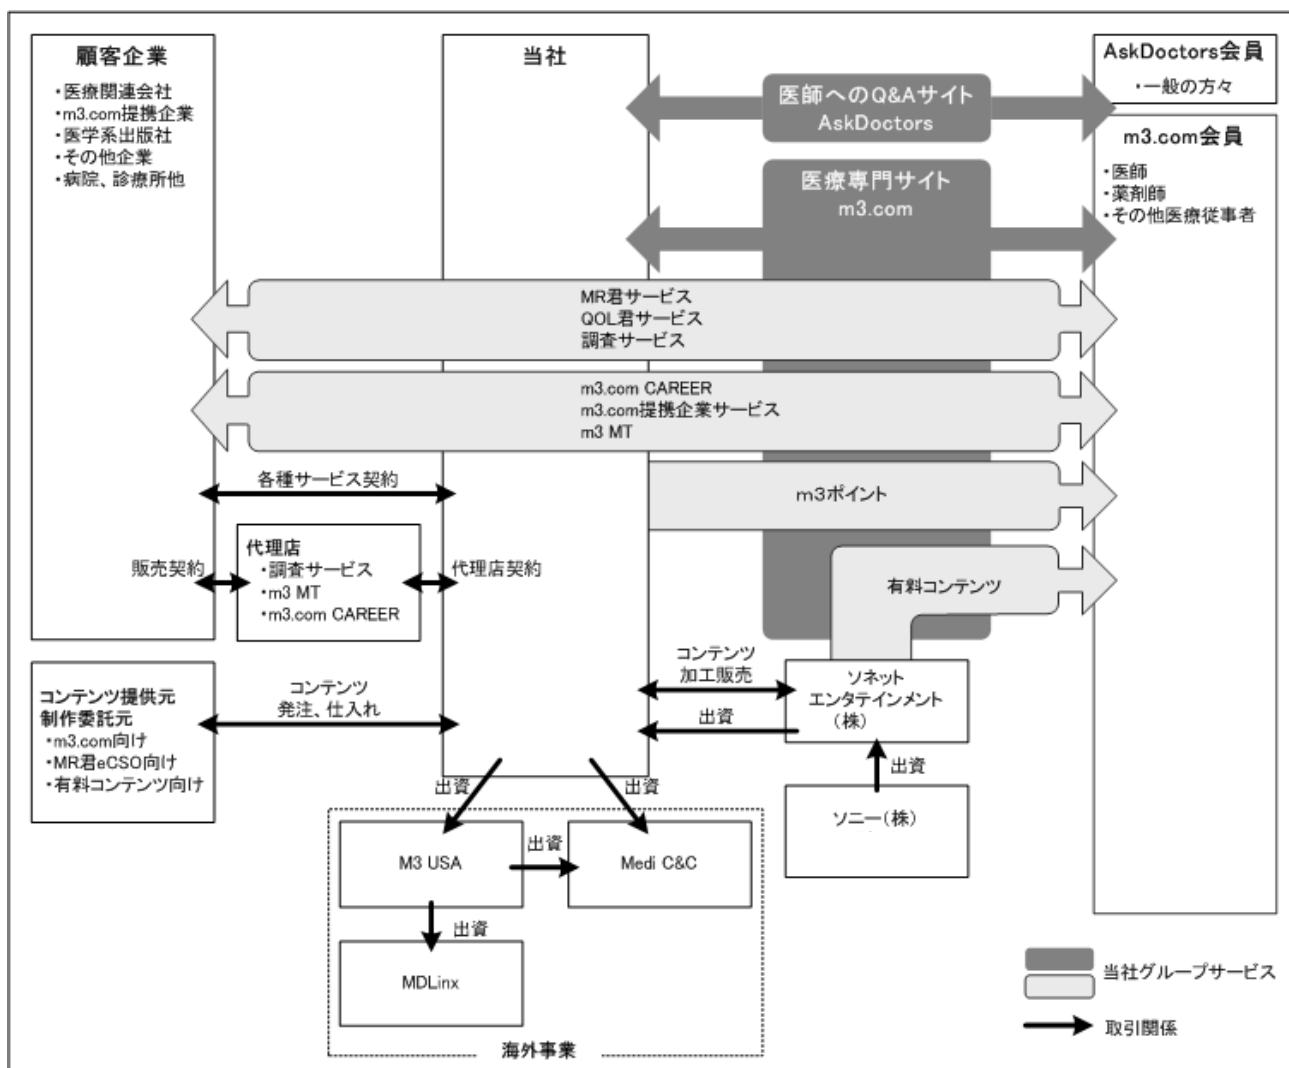 顧客企業
・医療関連会社
・m3.com提携企業
・医学系出版社
・その他企業
・病院、診療所他
当社
医師へのQ&Aサイト
AskDoctors
AskDoctors会員
・一般の方々
医療専門サイト
m3.com
m3.com会員
・医師
・薬剤師
・その他医療従事者
MR君サービス
QOL君サービス
調査サービス
m3.com CAREER
m3.com提携企業サービス
m3 MT
各種サービス契約
m3ポイント
販売契約
代理店
・調査サービス
・m3 MT
・m3.com CAREER
代理店契約
有料コンテンツ
コンテンツ提供元
制作委託元
・m3.com向け
・MR君eCSO向け
・有料コンテンツ向け
コンテンツ
発注、仕入れ
コンテンツ
加工販売
出資
ソネット
エンタテインメント
（株）
出資
ソニー（株）
出資
出資
M3 USA
出資
Medi C&C
出資
MDLinx
海外事業
当社グループサービス
取引関係